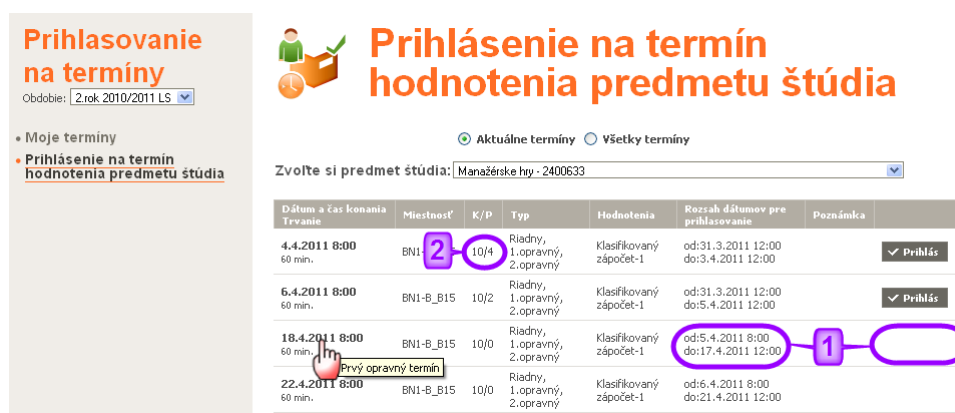 Prihlasovanie
na termíny
Obdobie: 2.rok 2010/2011 LS
Moje termíny
Prihlásenie na termín
hodnotenia predmetu štúdia
Prihlásenie na termín
hodnotenia predmetu štúdia
Aktuálne termíny Všetky termíny
Zvoľte si predmet štúdia: Manažérske hry - 2400633
Dátum a čas konania
Trvanie
Miestnosť
K/P
Typ
Hodnotenia
Rozsah dátumov pre
prihlasovanie
Poznámka
4.4.2011 8:00
60 min.
BN1-
2
10/4
Riadny,
1.opravný,
2.opravný
Klasifikovaný
zápočet-1
od:31.3.2011 12:00
do:3.4.2011 12:00
Prihlás
6.4.2011 8:00
60 min.
BN1-B_B15
10/2
Riadny,
1.opravný,
2.opravný
Klasifikovaný
zápočet-1
od:31.3.2011 12:00
do:5.4.2011 12:00
Prihlás
18.4.2011 8:00
60 min.
Prvý opravný termín
BN1-B_B15
10/0
Riadny,
1.opravný,
2.opravný
Klasifikovaný
zápočet-1
od:5.4.2011 8:00
do:17.4.2011 12:00
1
22.4.2011 8:00
60 min.
BN1-B_B15
10/0
Riadny,
1.opravný,
2.opravný
Klasifikovaný
zápočet-1
od:6.4.2011 8:00
do:21.4.2011 12:00